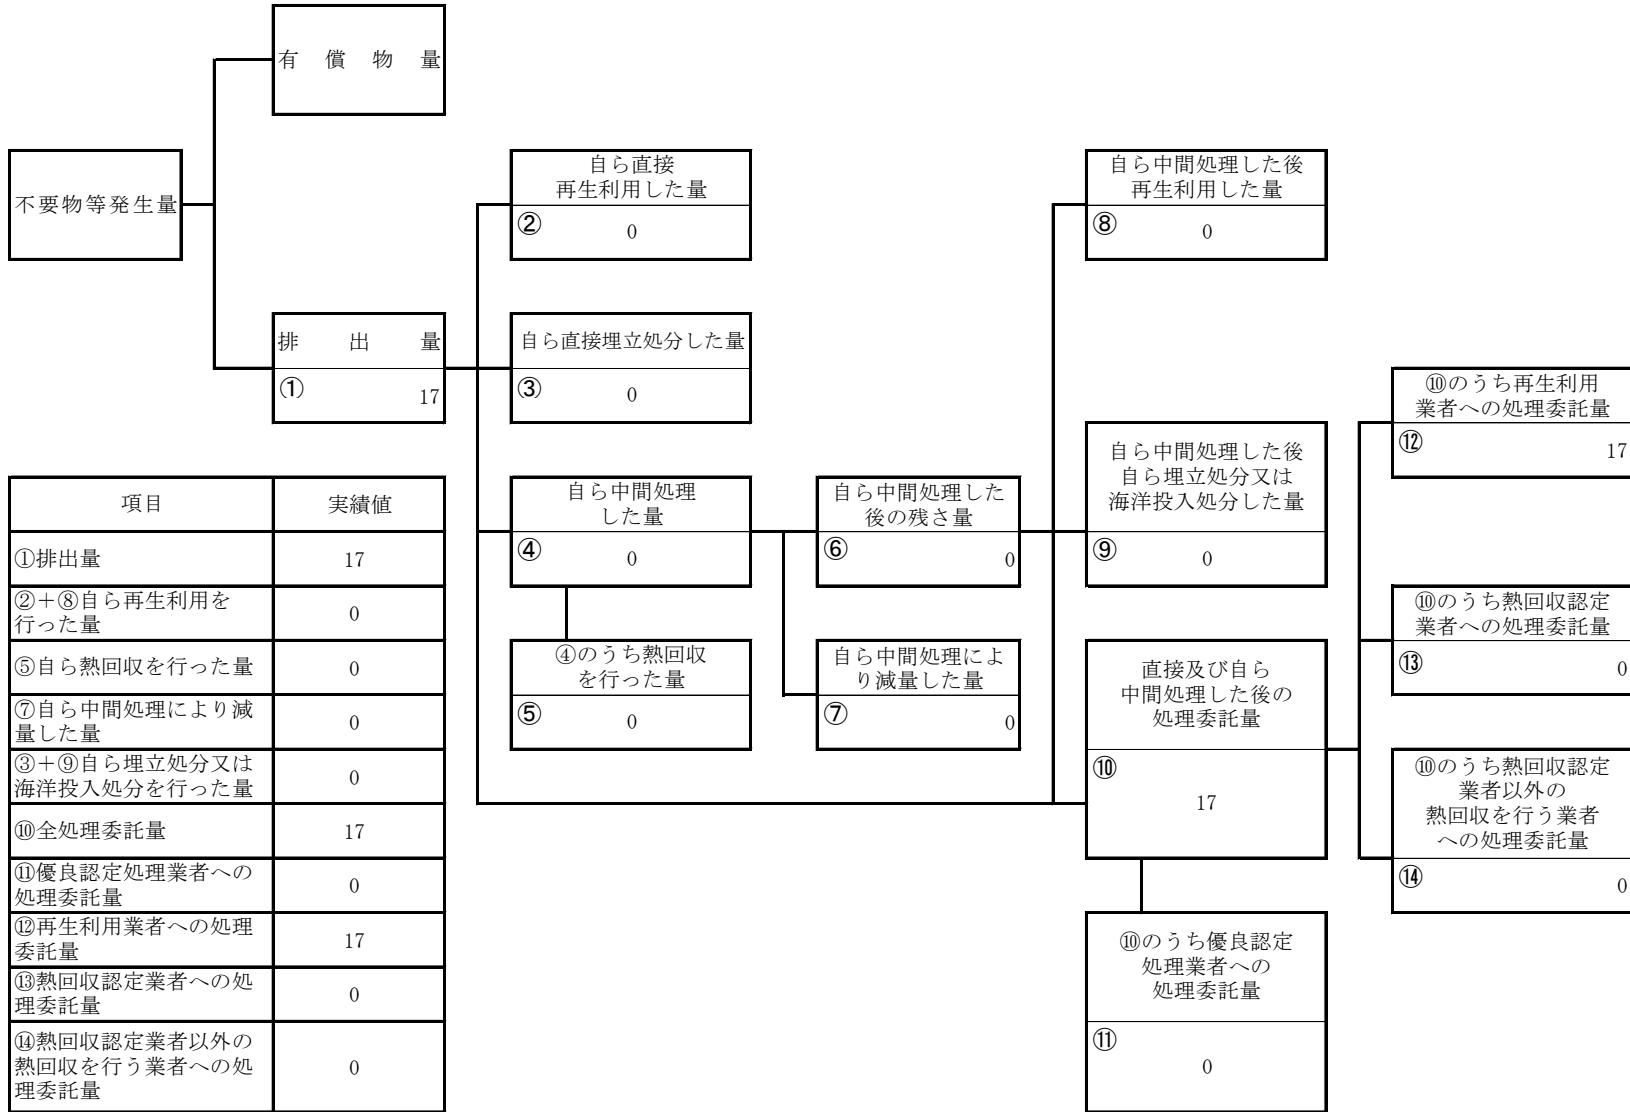 有償物量
不要物等発生量
排出量
①
17
自ら直接
再生利用した量
②
0
自ら直接埋立処分した量
③
0
自ら中間処理
した量
④
0
④のうち熱回収
を行った量
⑤
0
自ら中間処理した
後の残さ量
⑥
0
自ら中間処理によ
り減量した量
⑦
0
自ら中間処理した後
再生利用した量
⑧
0
自ら中間処理した後
自ら埋立処分又は
海洋投入処分した量
⑨
0
直接及び自ら
中間処理した後の
処理委託量
⑩
17
⑩のうち優良認定
処理業者への
処理委託量
⑪
0
⑩のうち再生利用
業者への処理委託量
⑫
17
⑩のうち熱回収認定
業者への処理委託量
⑬
0
⑩のうち熱回収認定
業者以外の
熱回収を行う業者
への処理委託量
⑭
0
項目 実績値
①排出量 17
②+⑧自ら再生利用を
行った量 0
⑤自ら熱回収を行った量 0
⑦自ら中間処理により減
量した量 0
③+⑨自ら埋立処分又は
海洋投入処分を行った量 0
⑩全処理委託量 17
⑪優良認定処理業者への
処理委託量 0
⑫再生利用業者への処理
委託量 17
⑬熱回収認定業者への処
理委託量 0
⑭熱回収認定業者以外の
熱回収を行う業者への処
理委託量 0